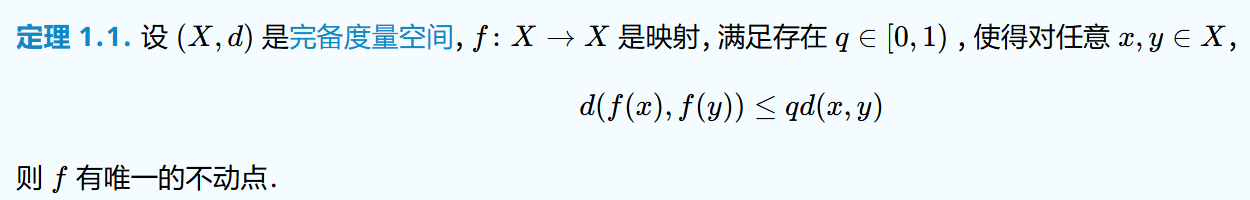 定理 1.1. 设 (X, d) 是完备度量空间, f: X → X 是映射, 满足存在 q ∈ [0, 1) , 使得对任意 x, y ∈ X,
d(f(x), f(y)) ≤ qd(x, y)
则 f 有唯一的不动点.